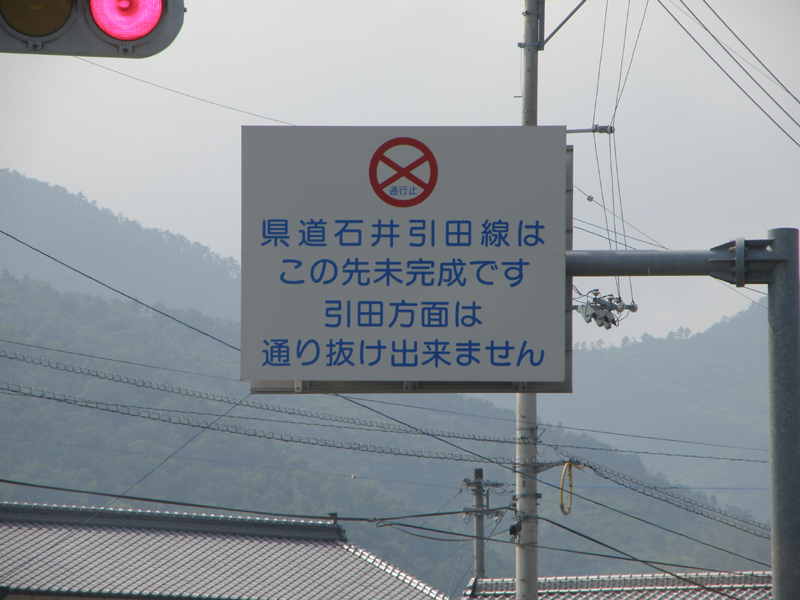 通行止
県道石井引田線は
この先未完成です
引田方面は
通り抜け出来ません